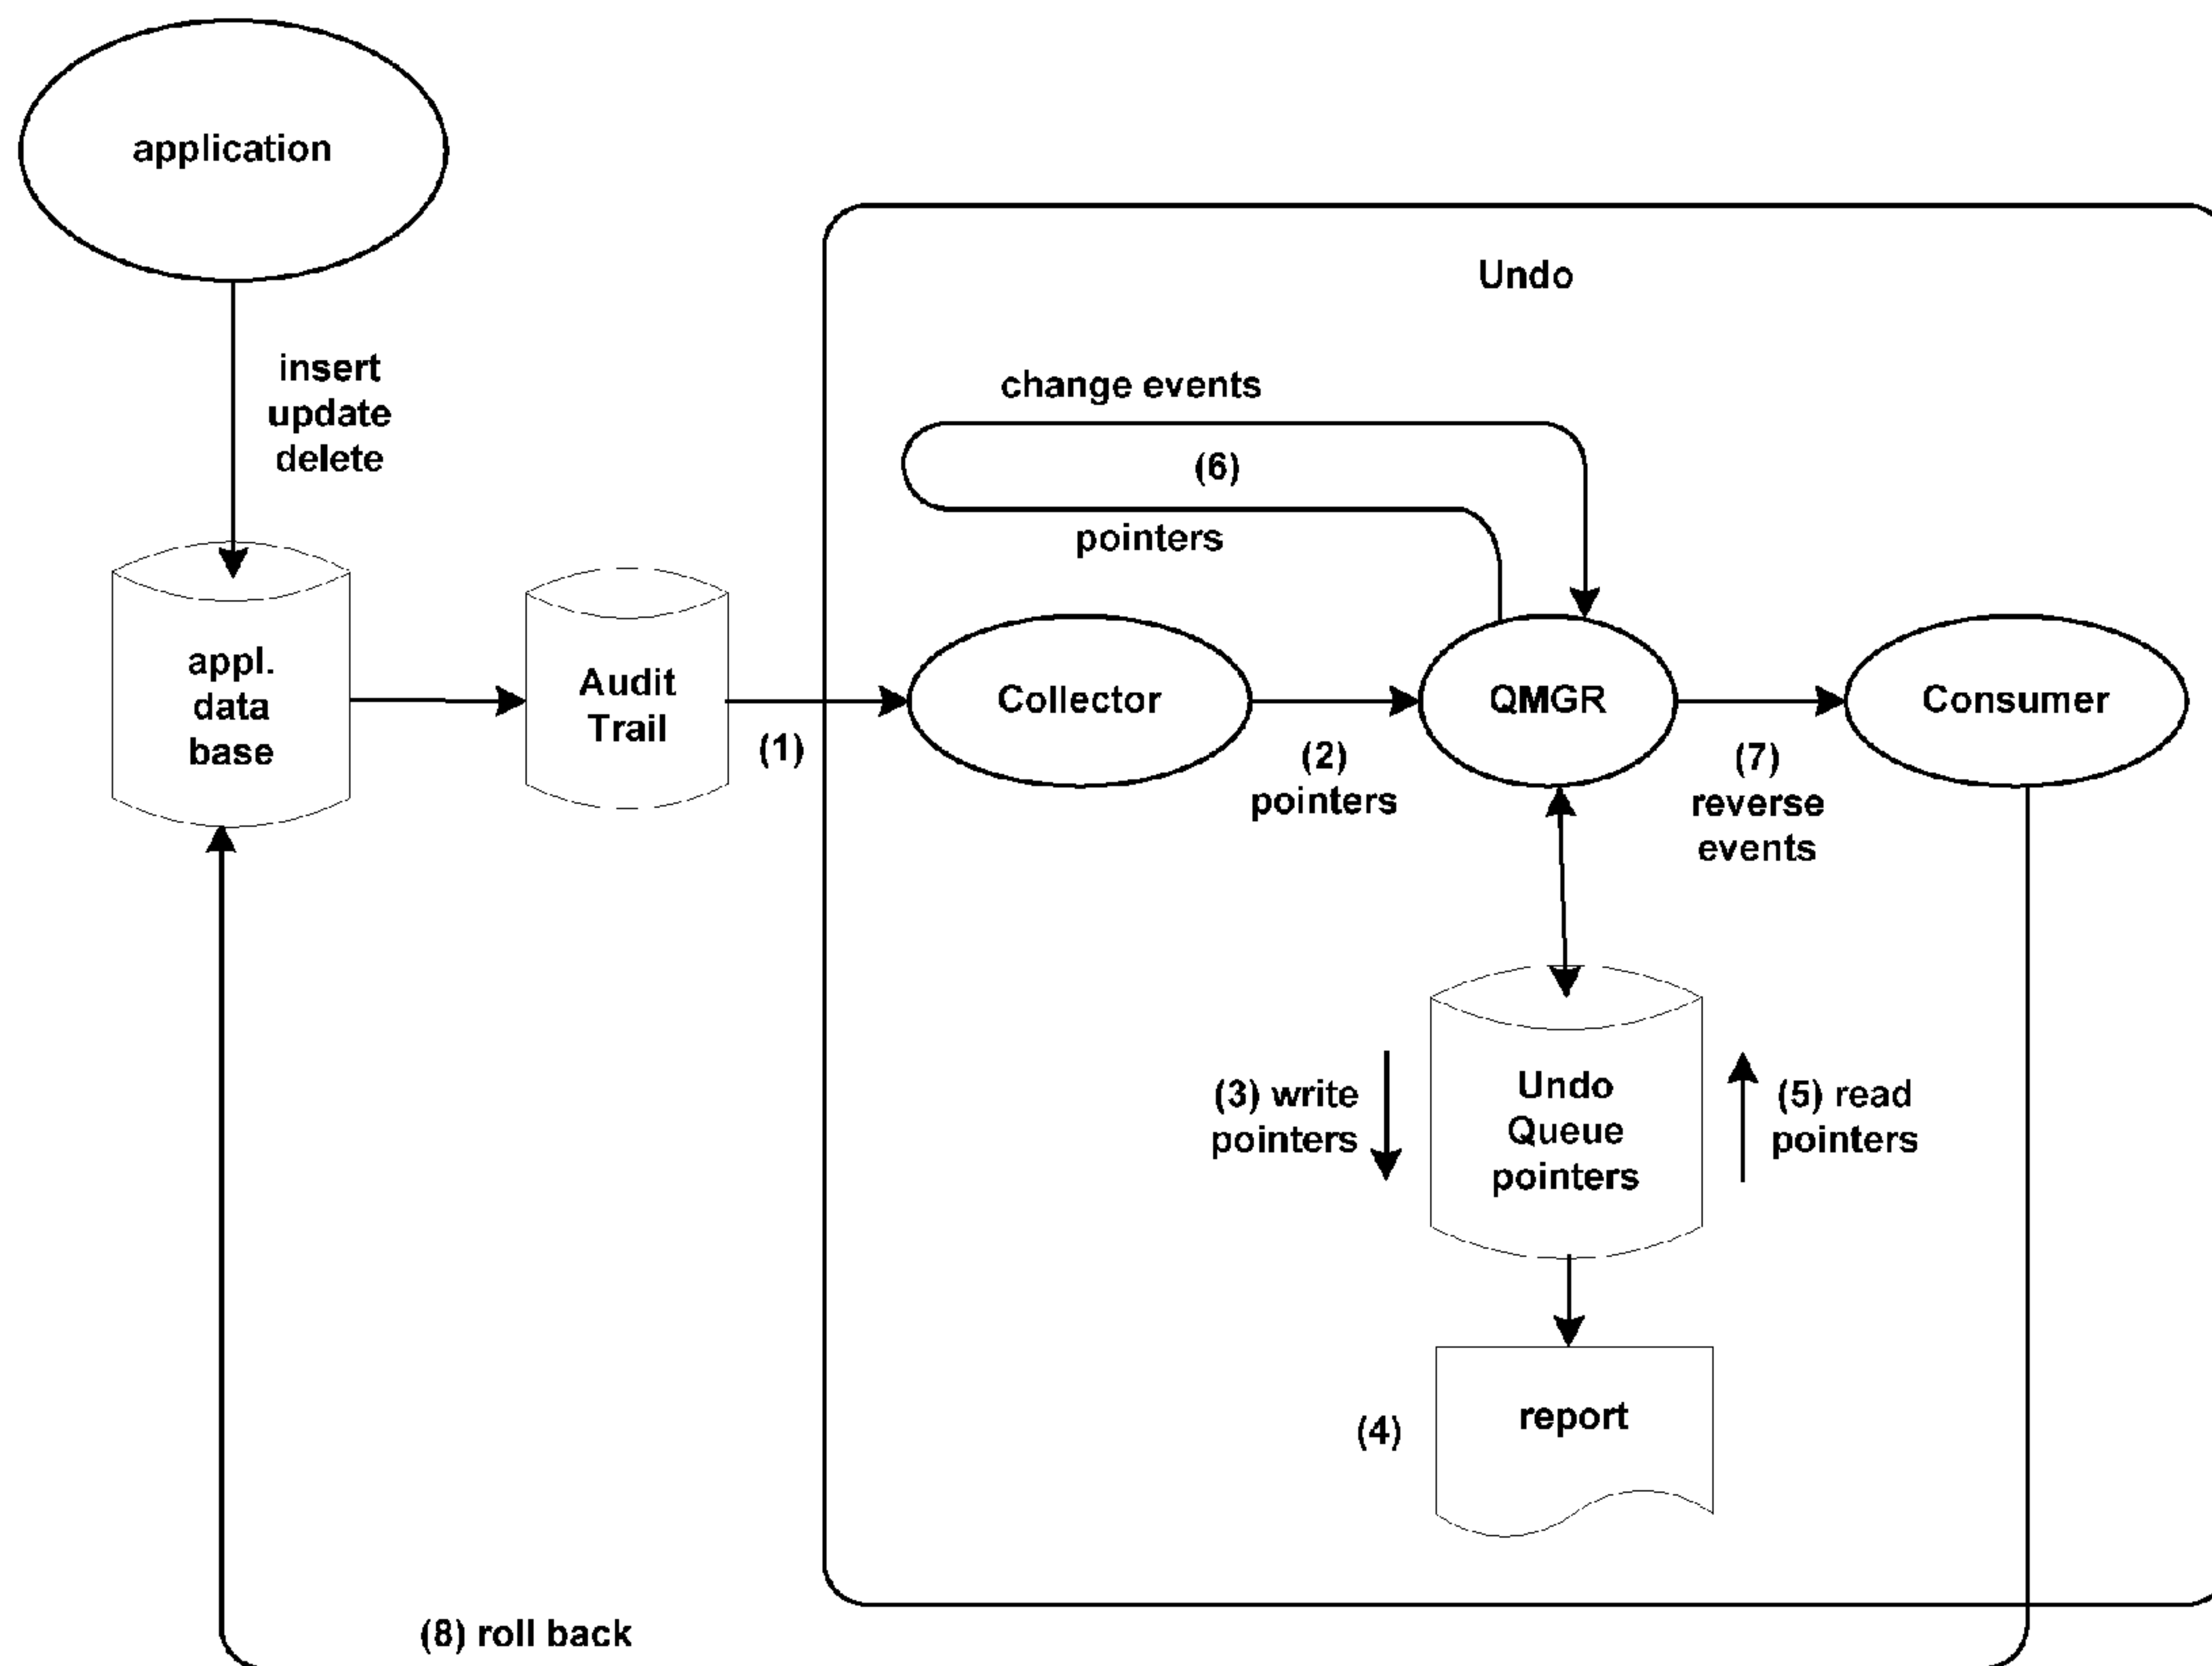 application
Undo
insert
update
delete
change events
(6)
pointers
appl.
data
base
Audit
Trail
(1)
Collector
(2)
pointers
QMGR
(7)
reverse
events
Consumer
(3) write
pointers
Undo
Queue
pointers
(5) read
pointers
(4)
report
(8) roll back